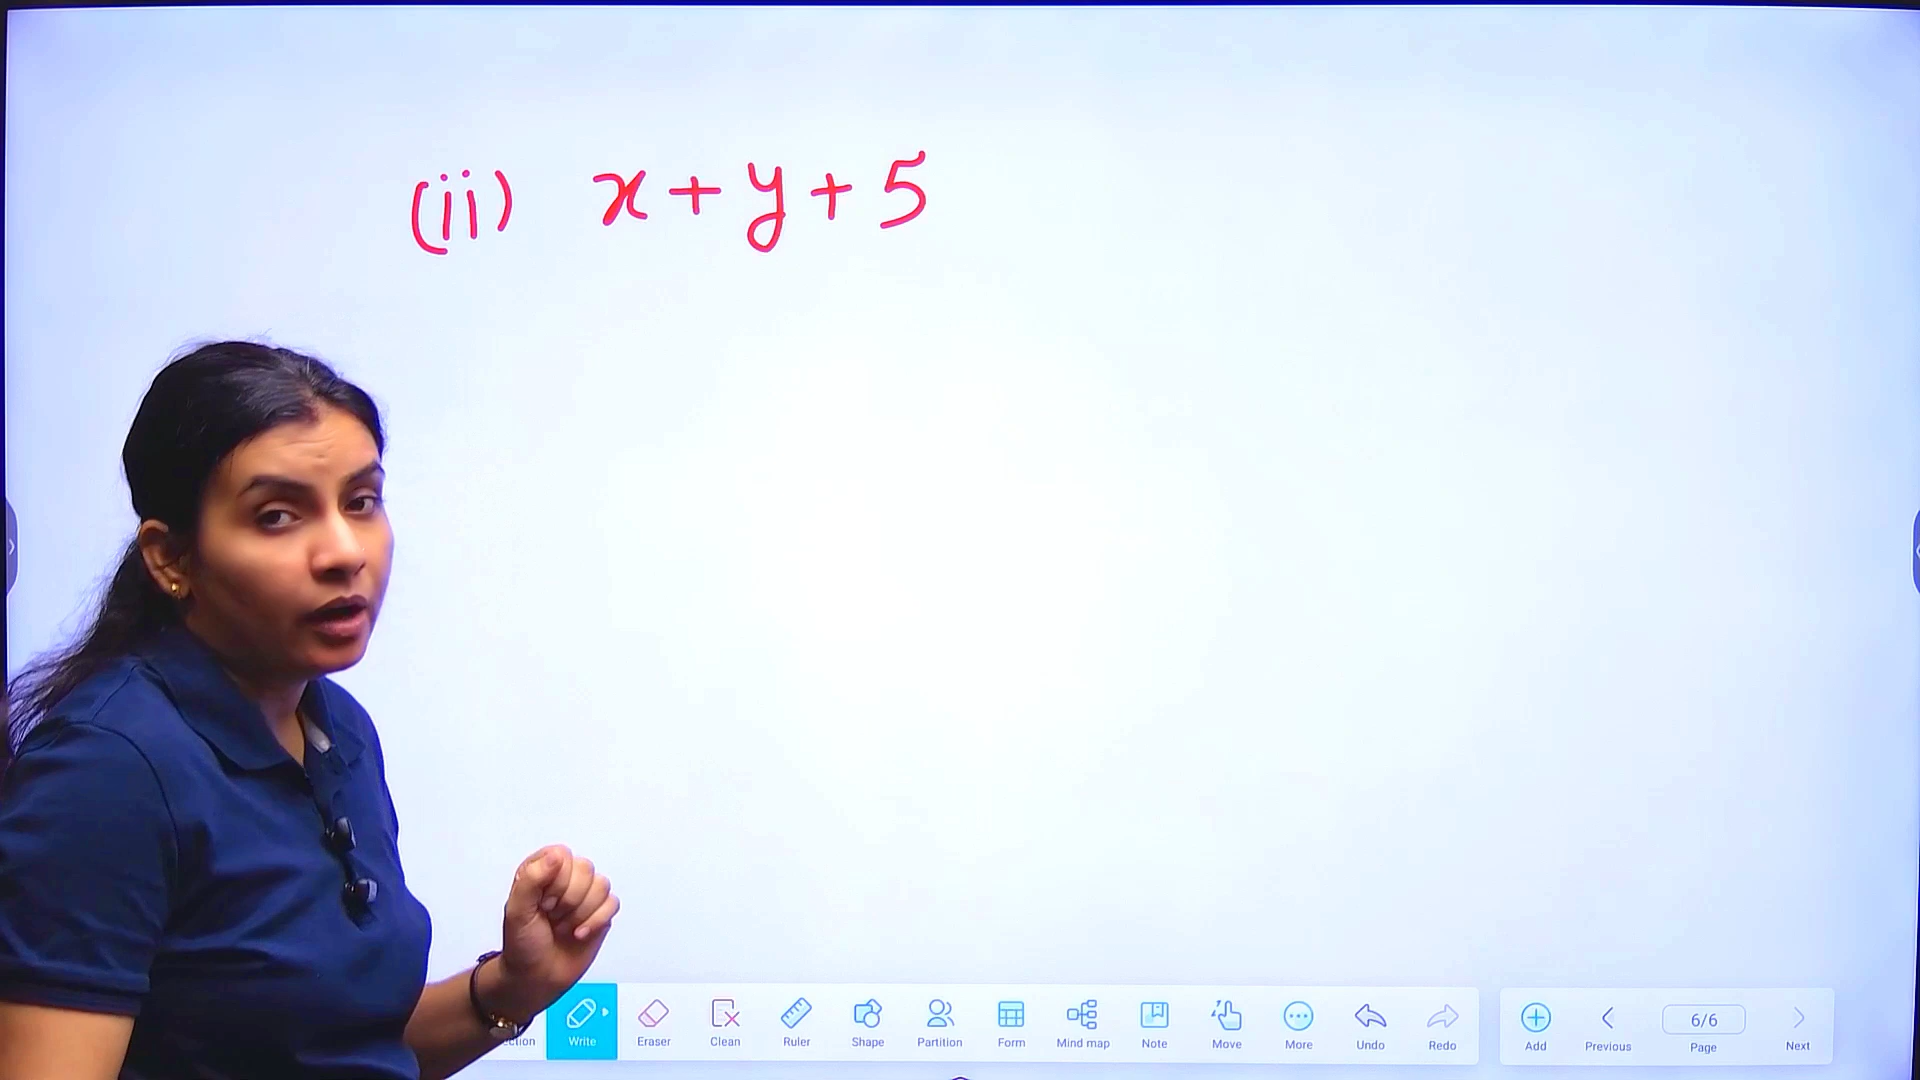 (ii) x + y + 5
ction Write Eraser Clean Ruler Shape Partition Form Mind map Note Move More Undo Redo Add Previous 6/6 Page Next